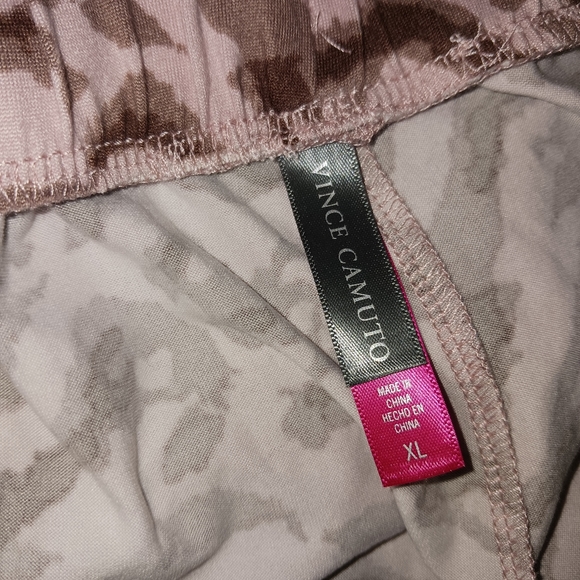 VINCE CAMUTO
MADE IN
CHINA
HECHO EN
CHINA
XL